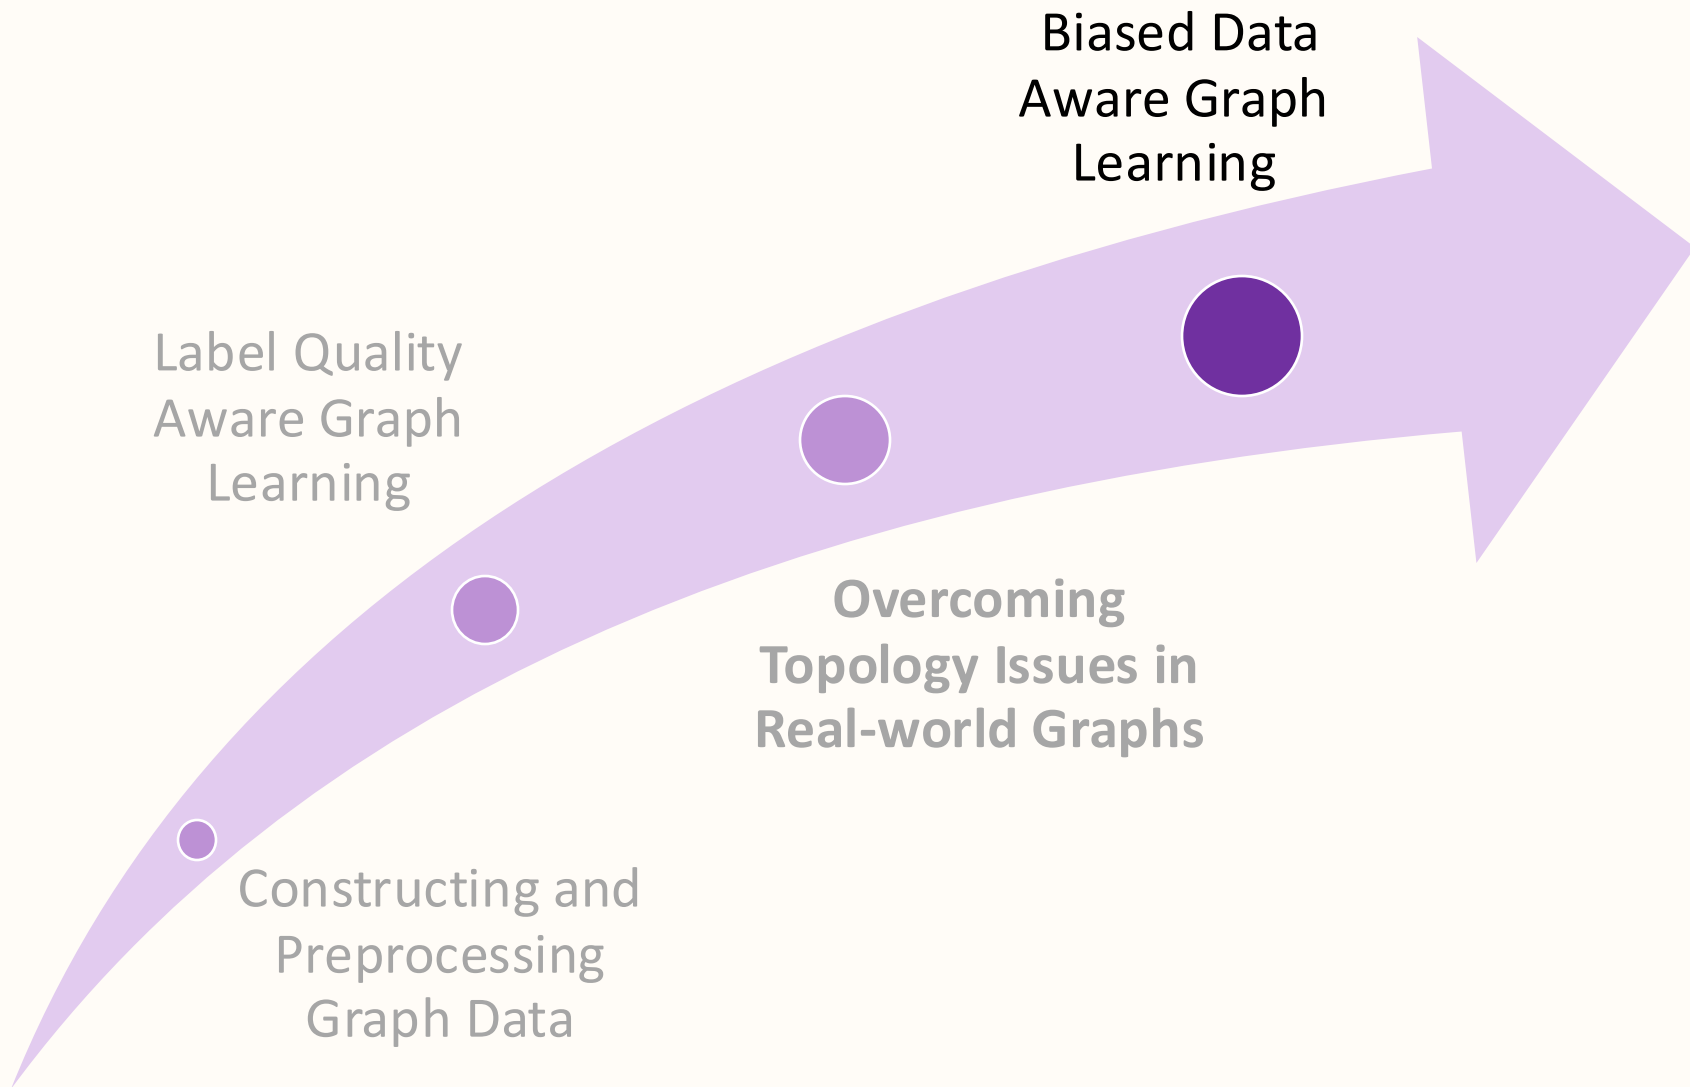 Biased Data
Aware Graph
Learning
Label Quality
Aware Graph
Learning
Overcoming
Topology Issues in
Real-world Graphs
Constructing and
Preprocessing
Graph Data